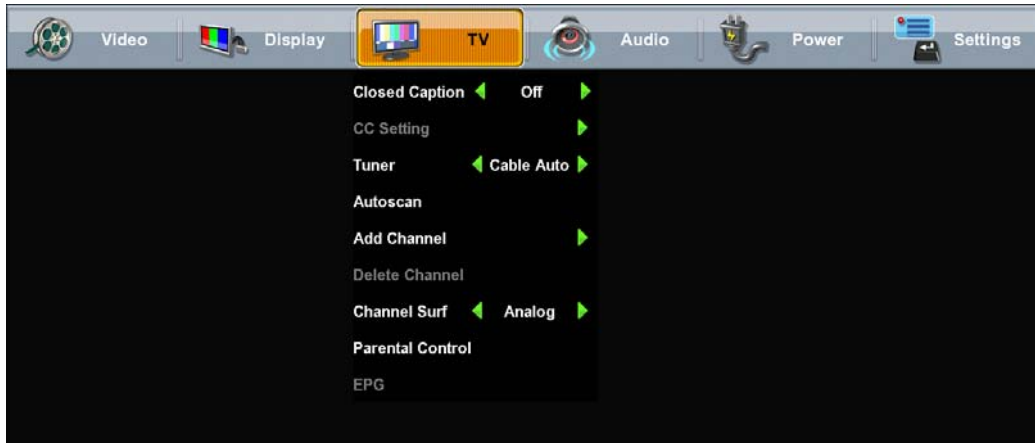 Video Display TV Audio Power Settings
Closed Caption Off
CC Setting
Tuner Cable Auto
Autoscan
Add Channel
Delete Channel
Channel Surf Analog
Parental Control
EPG